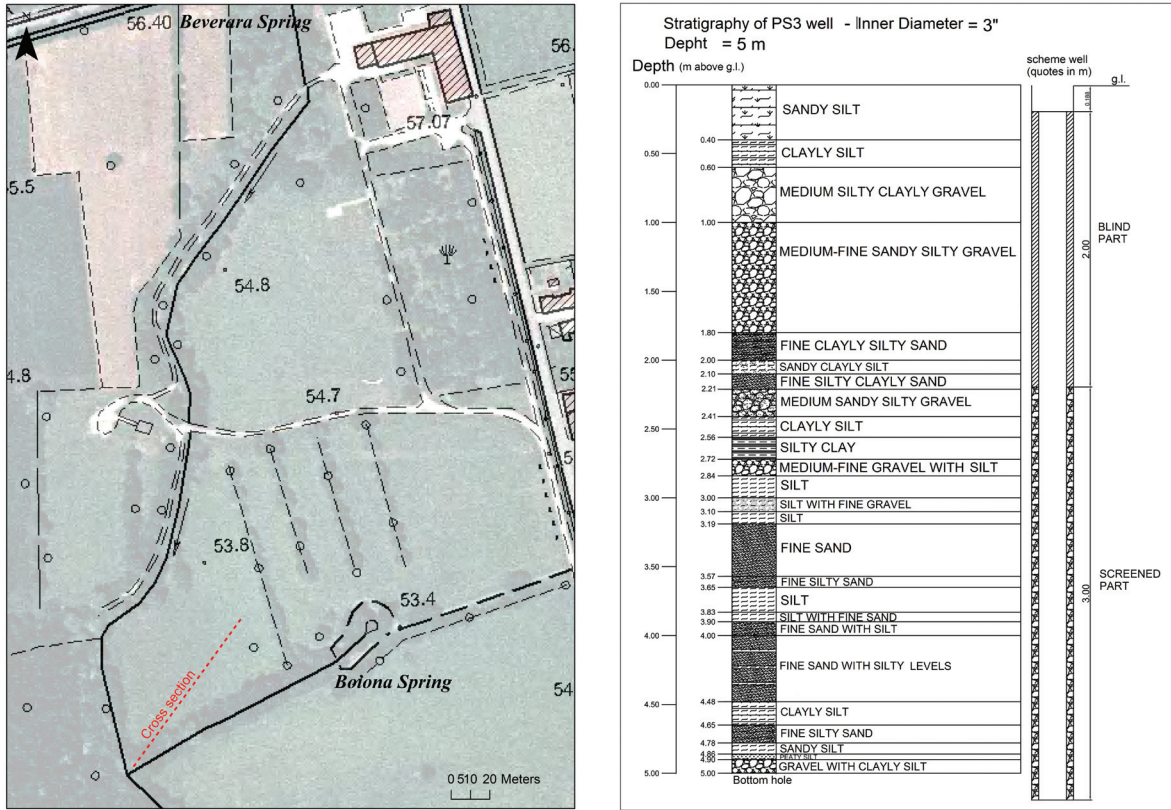 56.40
Beverara Spring
56.
57.07
5.5
54.8
4.8
54.7
55
5
53.8
53.4
Boiona Spring
54
Cross section
0 5 10 20 Meters
Stratigraphy of PS3 well - Inner Diameter = 3"
Depht = 5 m
Depth (m above g.l.)
scheme well
(quotes in m)
g.l.
0.00
SANDY SILT
0.40
CLAYLY SILT
0.50
0.60
MEDIUM SILTY CLAYLY GRAVEL
1.00
1.00
MEDIUM-FINE SANDY SILTY GRAVEL
BLIND
PART
2.00
1.50
1.80
FINE CLAYLY SILTY SAND
2.00
2.00
SANDY CLAYLY SILT
2.10
FINE SILTY CLAYLY SAND
2.21
MEDIUM SANDY SILTY GRAVEL
2.41
CLAYLY SILT
2.50
2.56
SILTY CLAY
2.72
MEDIUM-FINE GRAVEL WITH SILT
2.84
SILT
3.00
3.00
SILT WITH FINE GRAVEL
3.10
SILT
3.19
FINE SAND
3.50
3.57
FINE SILTY SAND
3.65
SILT
SCREENED
PART
3.00
3.83
SILT WITH FINE SAND
3.90
FINE SAND WITH SILT
4.00
4.00
FINE SAND WITH SILTY LEVELS
4.48
4.50
CLAYLY SILT
4.65
FINE SILTY SAND
4.78
SANDY SILT
4.86
PEATY SILT
4.90
GRAVEL WITH CLAYLY SILT
5.00
5.00
Bottom hole